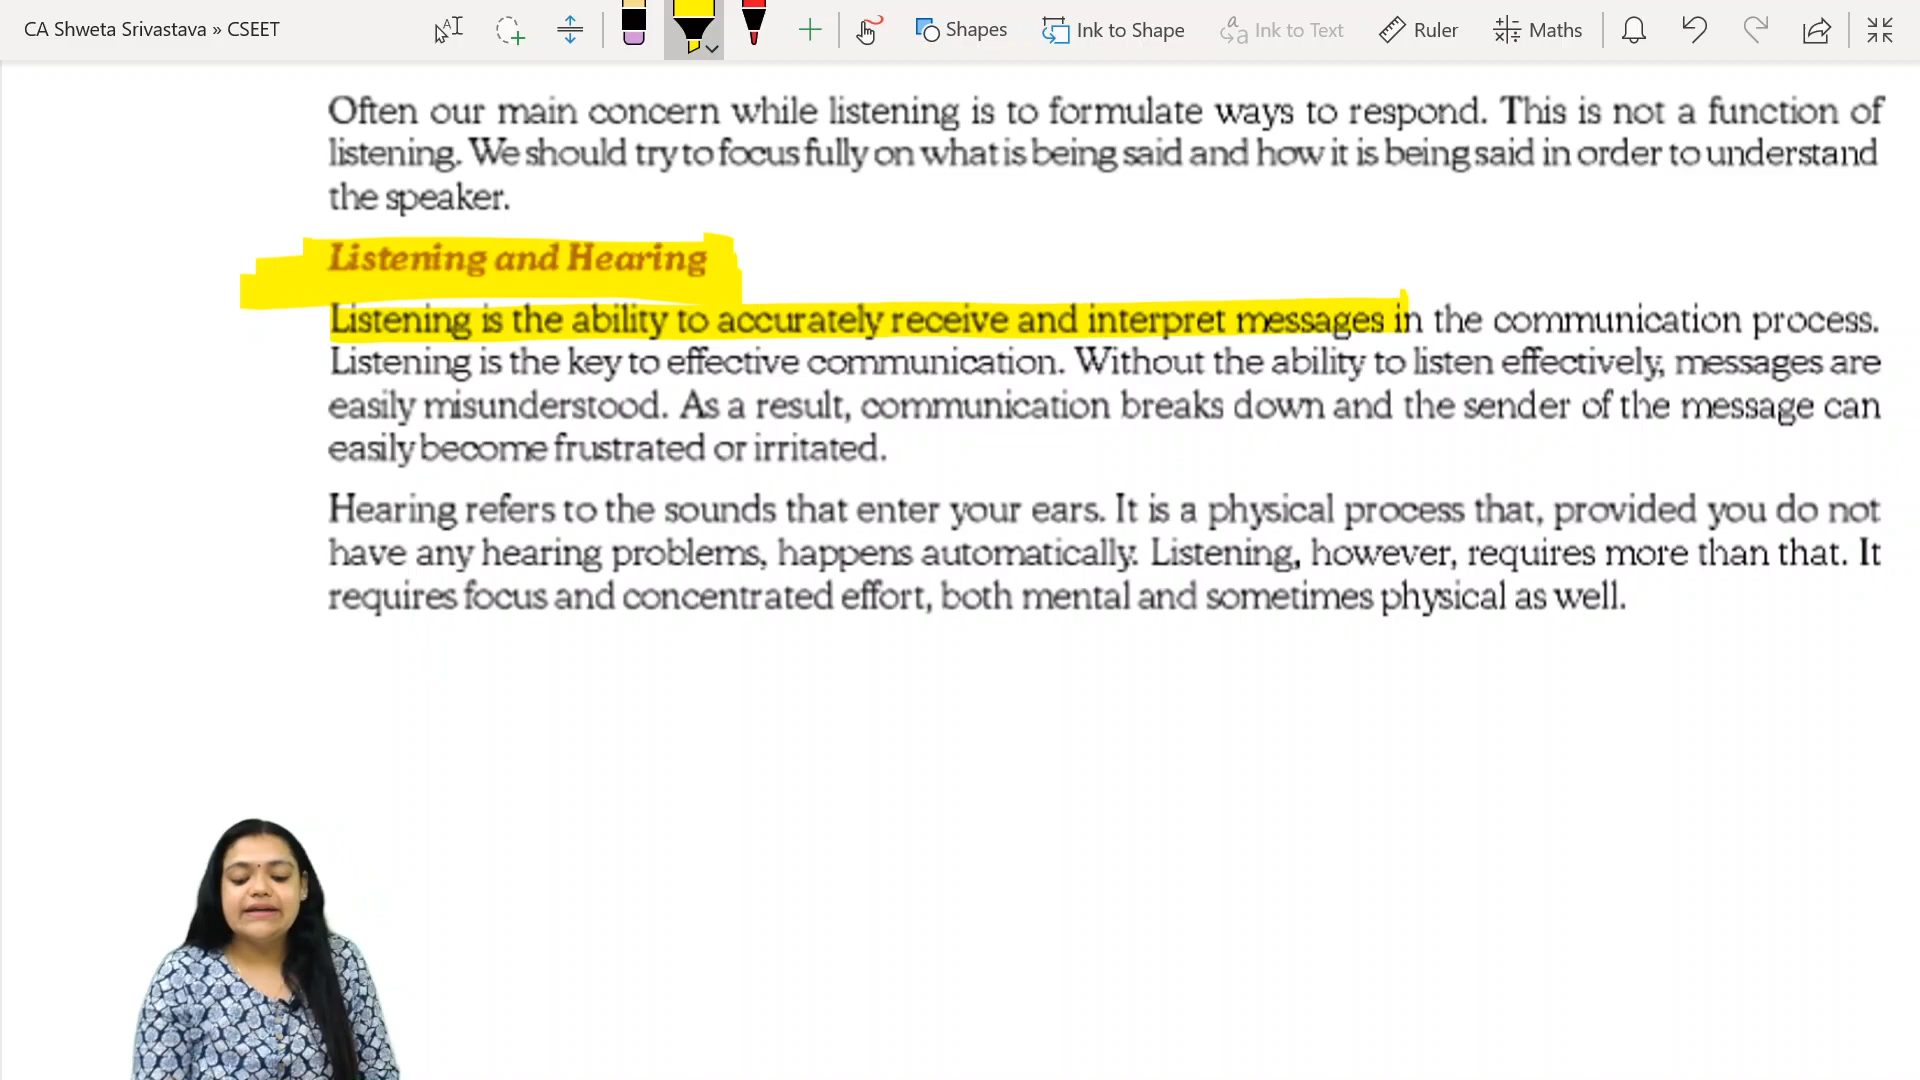 CA Shweta Srivastava » CSEET
Shapes
Ink to Shape
Ink to Text
Ruler
Maths
Often our main concern while listening is to formulate ways to respond. This is not a function of
listening. We should try to focus fully on what is being said and how it is being said in order to understand
the speaker.
Listening and Hearing
Listening is the ability to accurately receive and interpret messages in the communication process.
Listening is the key to effective communication. Without the ability to listen effectively, messages are
easily misunderstood. As a result, communication breaks down and the sender of the message can
easily become frustrated or irritated.
Hearing refers to the sounds that enter your ears. It is a physical process that, provided you do not
have any hearing problems, happens automatically. Listening, however, requires more than that. It
requires focus and concentrated effort, both mental and sometimes physical as well.